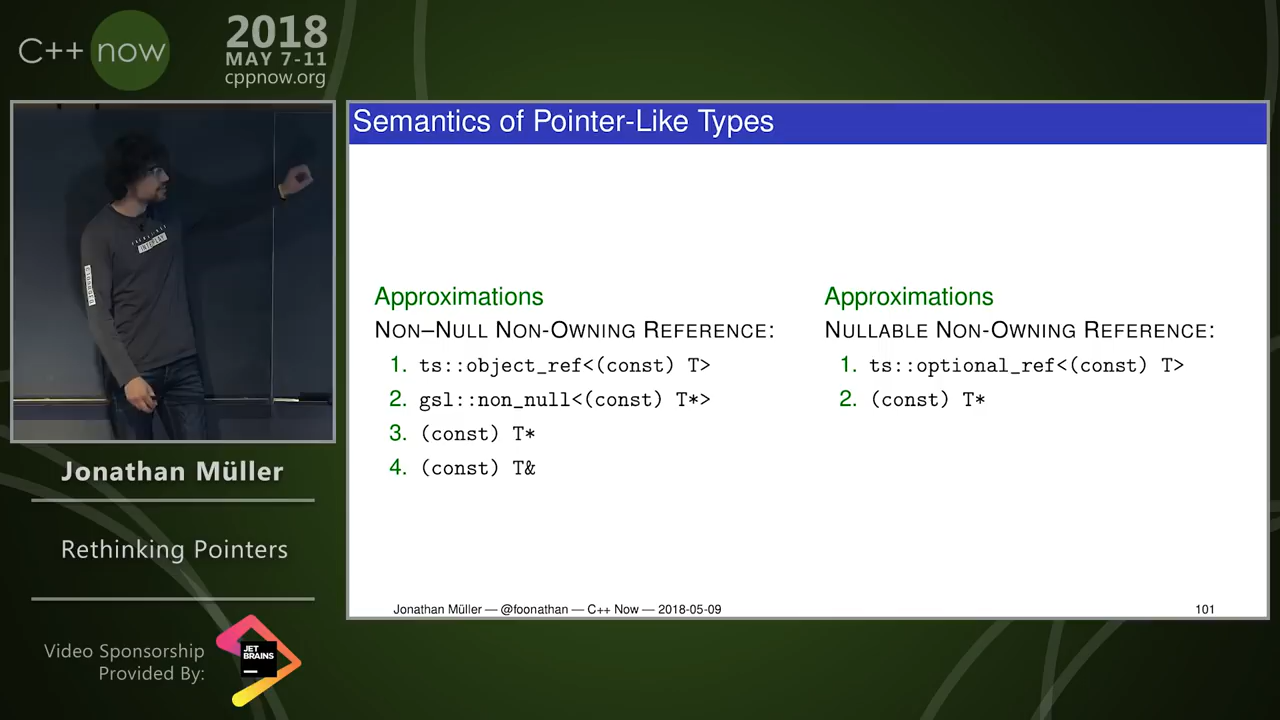 C++ now
2018
MAY 7-11
cppnow.org
Semantics of Pointer-Like Types
Approximations
NON–NULL NON-OWNING REFERENCE:
1. ts::object_ref<(const) T>
2. gsl::non_null<(const) T*>
3. (const) T*
4. (const) T&
Approximations
NULLABLE NON-OWNING REFERENCE:
1. ts::optional_ref<(const) T>
2. (const) T*
Jonathan Müller — @foonathan — C++ Now — 2018-05-09
101
Jonathan Müller
Rethinking Pointers
Video Sponsorship
Provided By:
JET
BRAINS